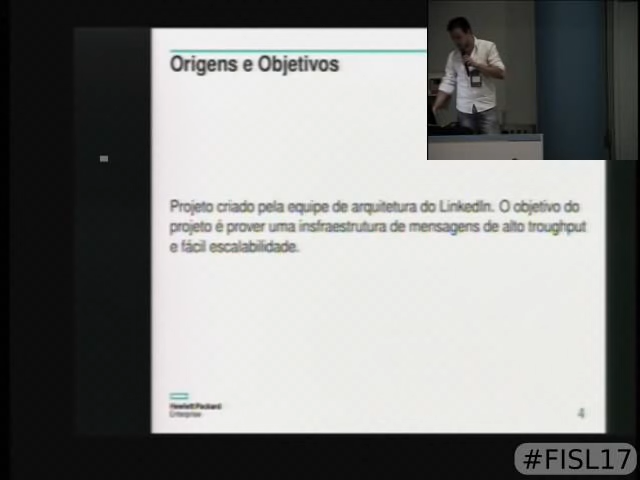 Origens e Objetivos
Projeto criado pela equipe de arquitetura do LinkedIn. O objetivo do
projeto é prover uma insfraestrutura de mensagens de alto troughput
e fácil escalabilidade.
Hewlett Packard
Enterprise
4
#FISL17